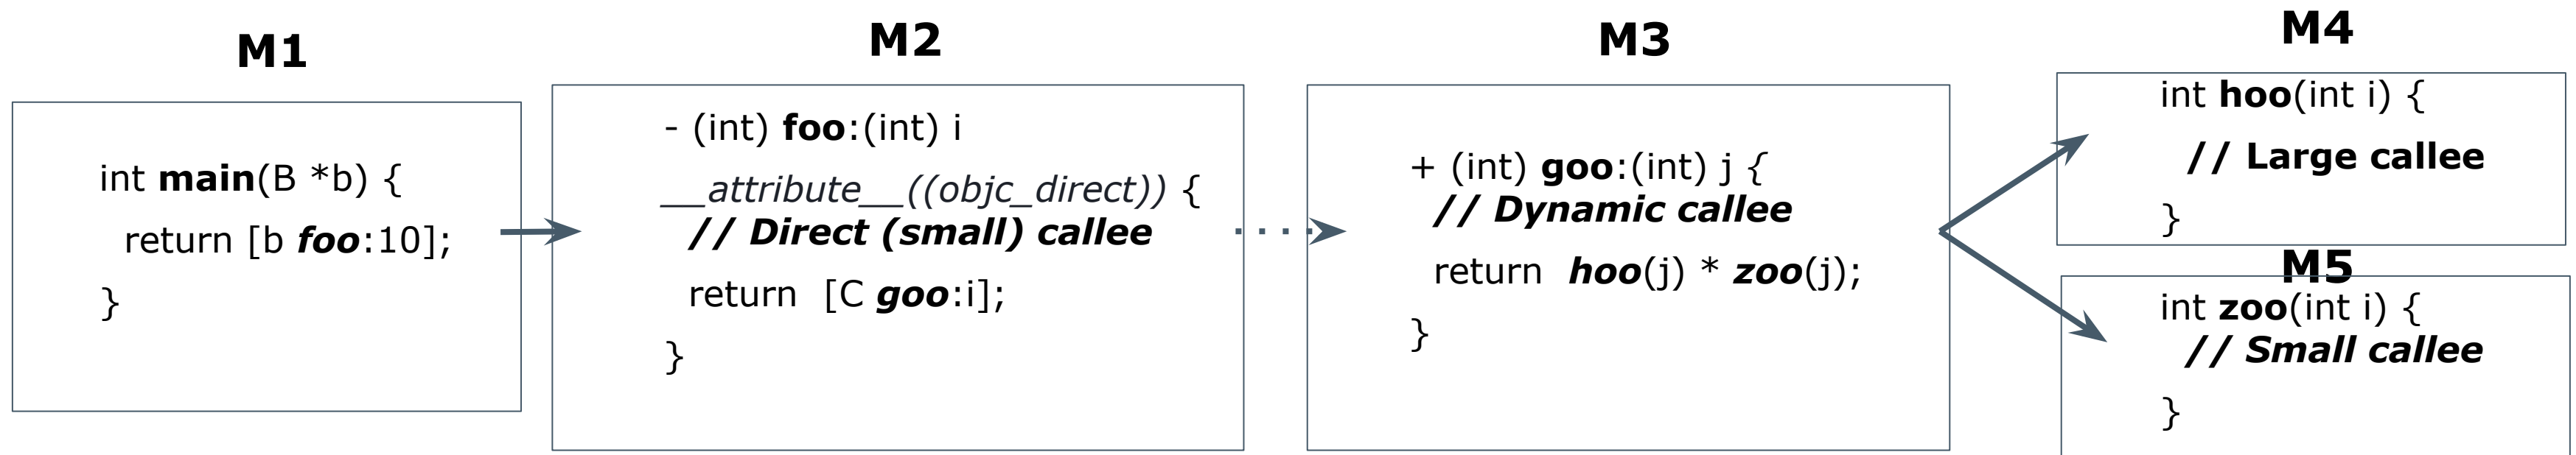 M1
int main(B *b) {
return [b foo:10];
}
M2
- (int) foo:(int) i
__attribute__((objc_direct)) {
// Direct (small) callee
return [C goo:i];
}
M3
+ (int) goo:(int) j {
// Dynamic callee
return hoo(j) * zoo(j);
}
M4
int hoo(int i) {
// Large callee
}
M5
int zoo(int i) {
// Small callee
}